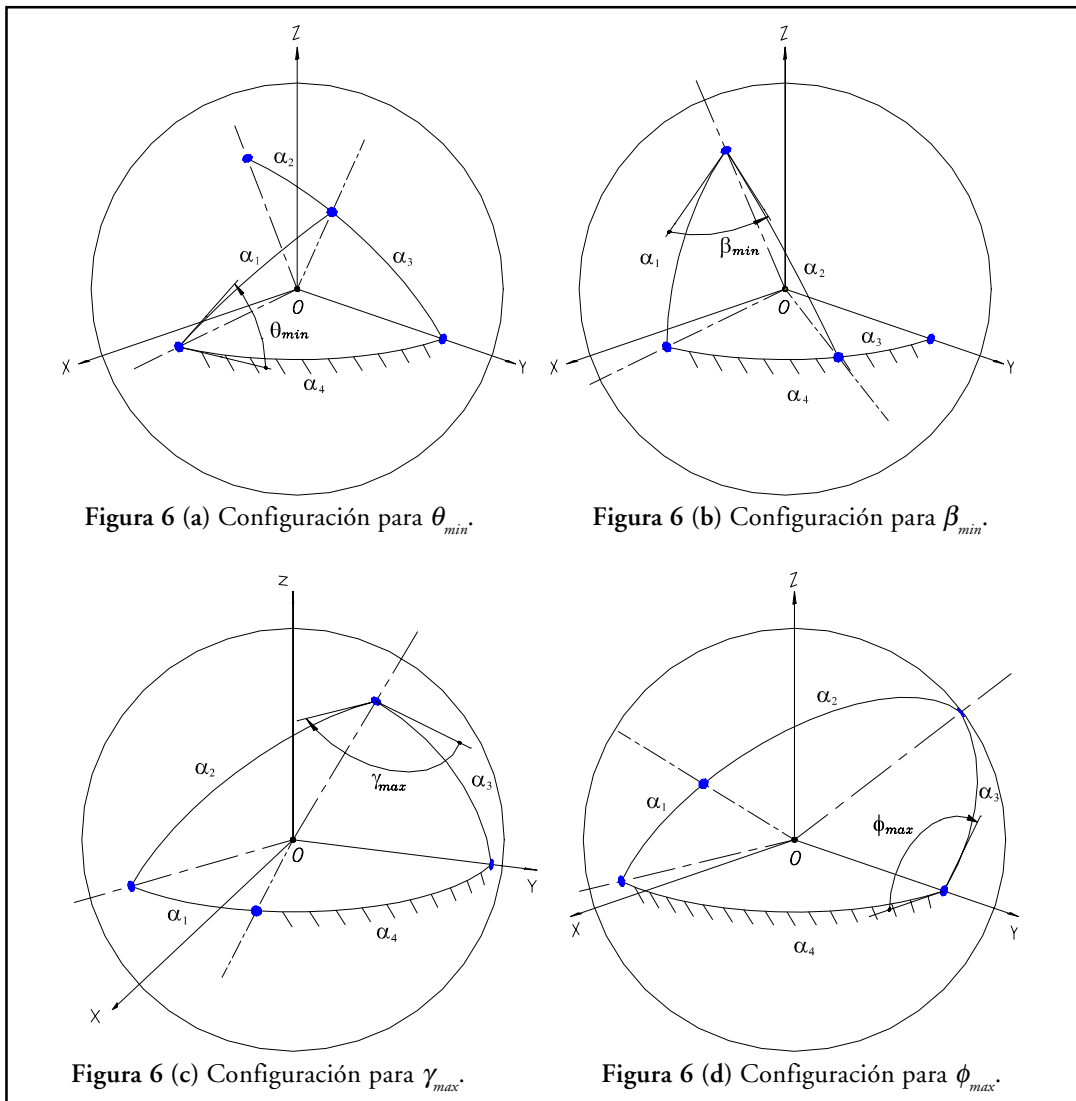 Z
α₂
α₁
α₃
O
θmin
X
Y
α₄
Figura 6 (a) Configuración para θmin.
Z
α₁
βmin
α₂
O
α₃
X
Y
α₄
Figura 6 (b) Configuración para βmin.
Z
α₂
γmax
α₃
O
Y
α₁
α₄
X
Figura 6 (c) Configuración para γmax.
Z
α₂
α₁
α₃
ϕmax
O
X
Y
α₄
Figura 6 (d) Configuración para ϕmax.